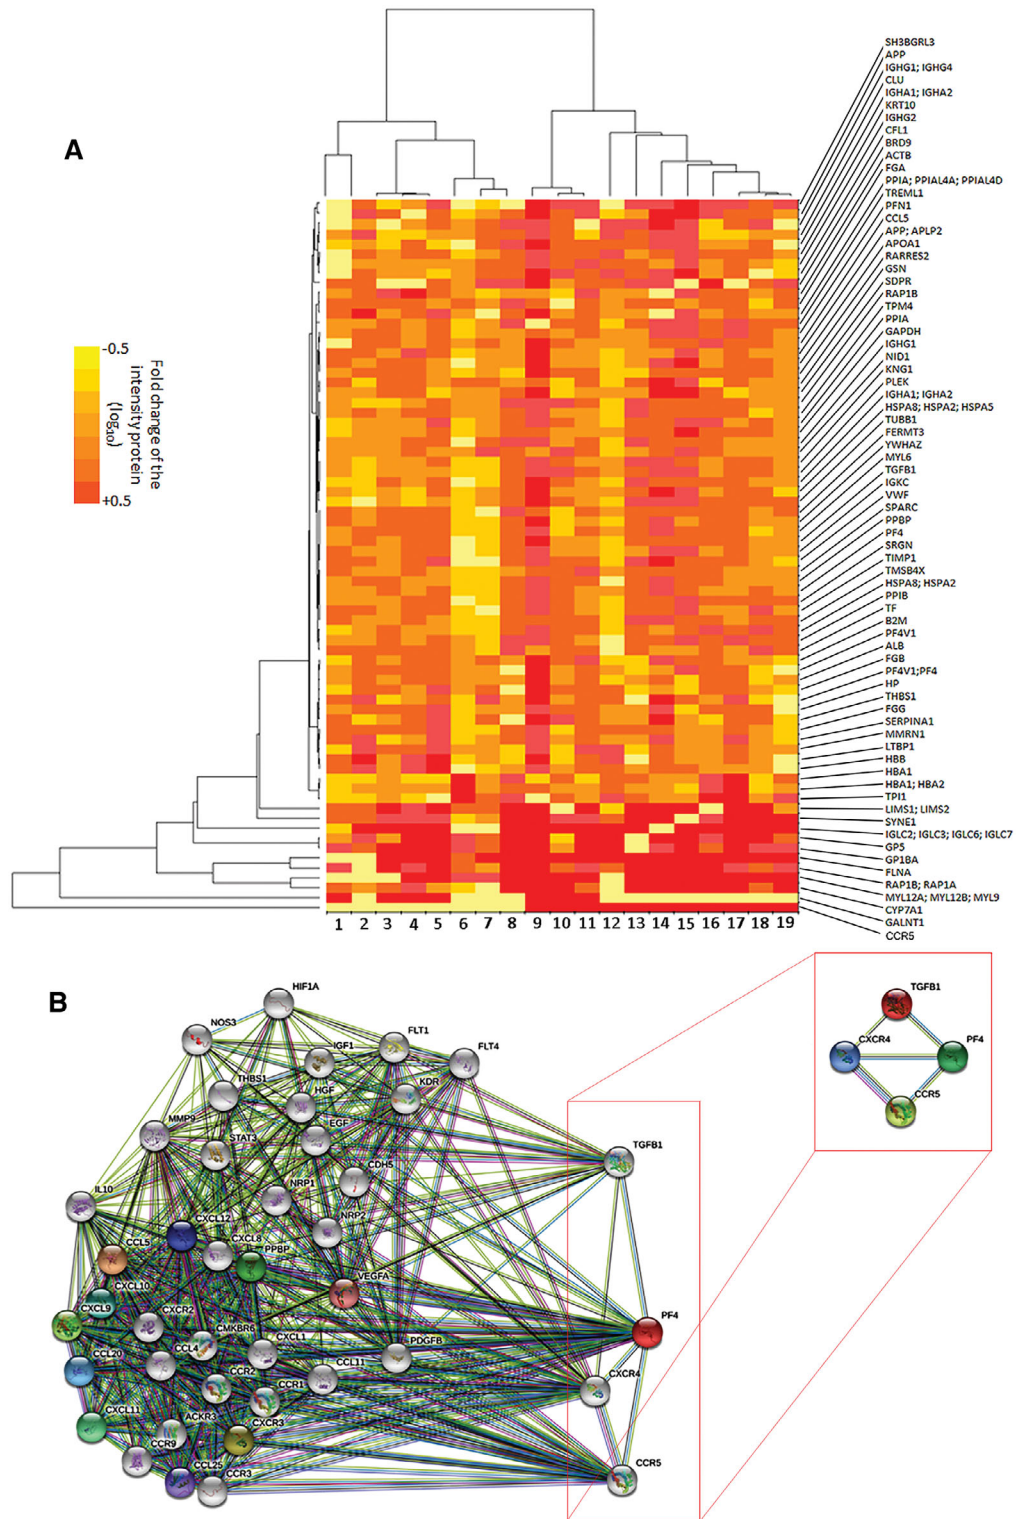 A
SH3BGRL3
APP
IGHG1; IGHG4
CLU
IGHA1; IGHA2
KRT10
IGHG2
CFL1
BRD9
ACTB
FGA
PPIA; PPIAL4A; PPIAL4D
TREML1
PFN1
CCL5
APP; APLP2
APOA1
RARRES2
GSN
SDPR
RAP1B
TPM4
PPIA
GAPDH
IGHG1
NID1
KNG1
PLEK
IGHA1; IGHA2
HSPA8; HSPA2; HSPA5
TUBB1
FERMT3
YWHAZ
MYL6
TGFB1
IGKC
VWF
SPARC
PPBP
PF4
SRGN
TIMP1
TMSB4X
HSPA8; HSPA2
PPIB
TF
B2M
PF4V1
ALB
FGB
PF4V1;PF4
HP
THBS1
FGG
SERPINA1
MMRN1
LTBP1
HBB
HBA1
HBA1; HBA2
TPI1
LIMS1; LIMS2
SYNE1
IGLC2; IGLC3; IGLC6; IGLC7
GP5
GP1BA
FLNA
RAP1B; RAP1A
MYL12A; MYL12B; MYL9
CYP7A1
GALNT1
CCR5
-0.5
+0.5
Fold change of the
intensity protein
(log10)
1 2 3 4 5 6 7 8 9 10 11 12 13 14 15 16 17 18 19
B
HIF1A
NOS3
FLT1
IGF1
FLT4
THBS1
HGF
KDR
MMP9
EGF
STAT3
CDH5
TGFB1
NRP1
IL10
NRP2
CXCL12
CXCL8
CCL5
PPBP
VEGFA
CXCL10
CXCL9
CXCR2
CMKBR6
CXCL1
PDGFB
PF4
CCL4
CCL20
CCR2
CCL11
CCR1
CXCR4
CXCL11
ACKR3
CXCR3
CCR9
CCL25
CCR3
CCR5
TGFB1
CXCR4
PF4
CCR5